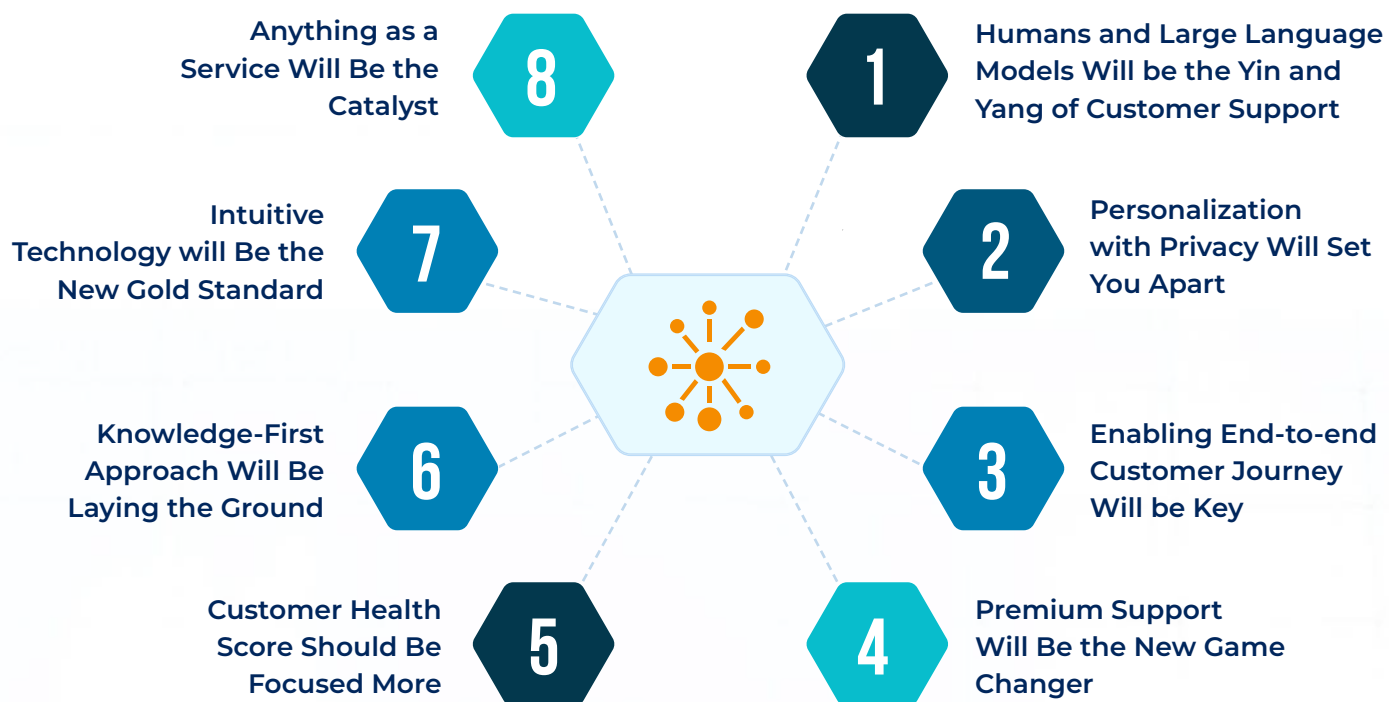 1
Humans and Large Language
Models Will be the Yin and
Yang of Customer Support
2
Personalization
with Privacy Will Set
You Apart
3
Enabling End-to-end
Customer Journey
Will be Key
4
Premium Support
Will Be the New Game
Changer
5
Customer Health
Score Should Be
Focused More
6
Knowledge-First
Approach Will Be
Laying the Ground
7
Intuitive
Technology will Be the
New Gold Standard
8
Anything as a
Service Will Be the
Catalyst